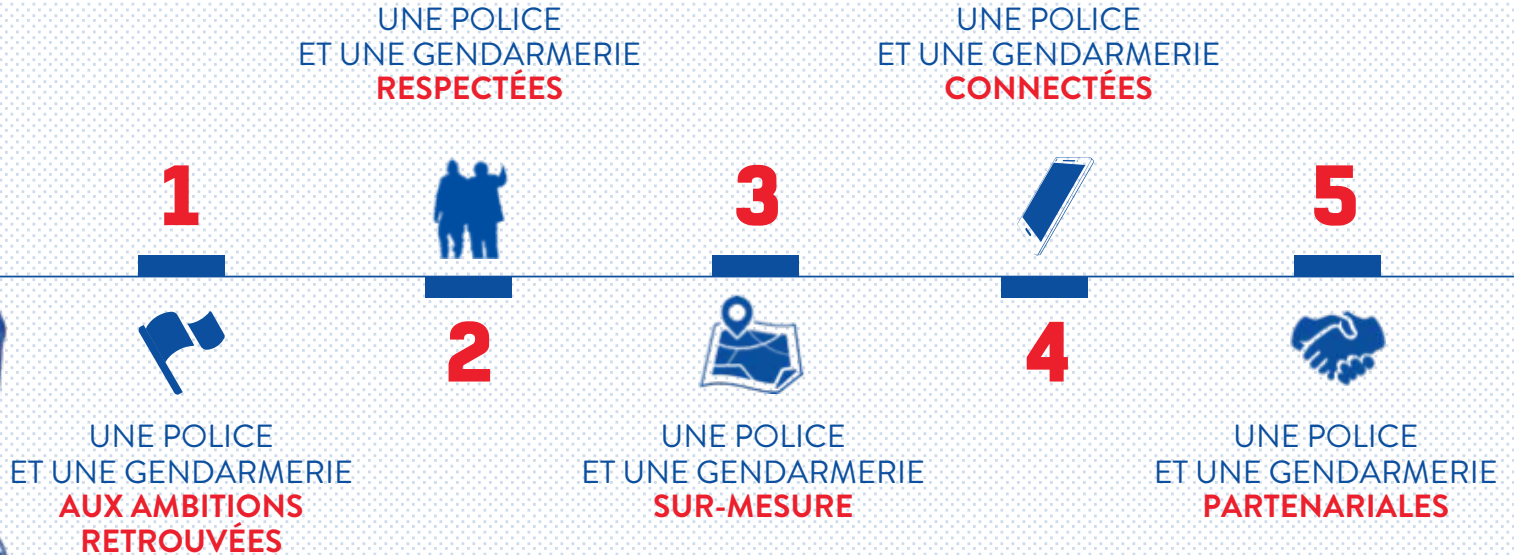 1
UNE POLICE
ET UNE GENDARMERIE
AUX AMBITIONS
RETROUVÉES
UNE POLICE
ET UNE GENDARMERIE
RESPECTÉES
2
3
UNE POLICE
ET UNE GENDARMERIE
SUR-MESURE
UNE POLICE
ET UNE GENDARMERIE
CONNECTÉES
4
5
UNE POLICE
ET UNE GENDARMERIE
PARTENARIALES